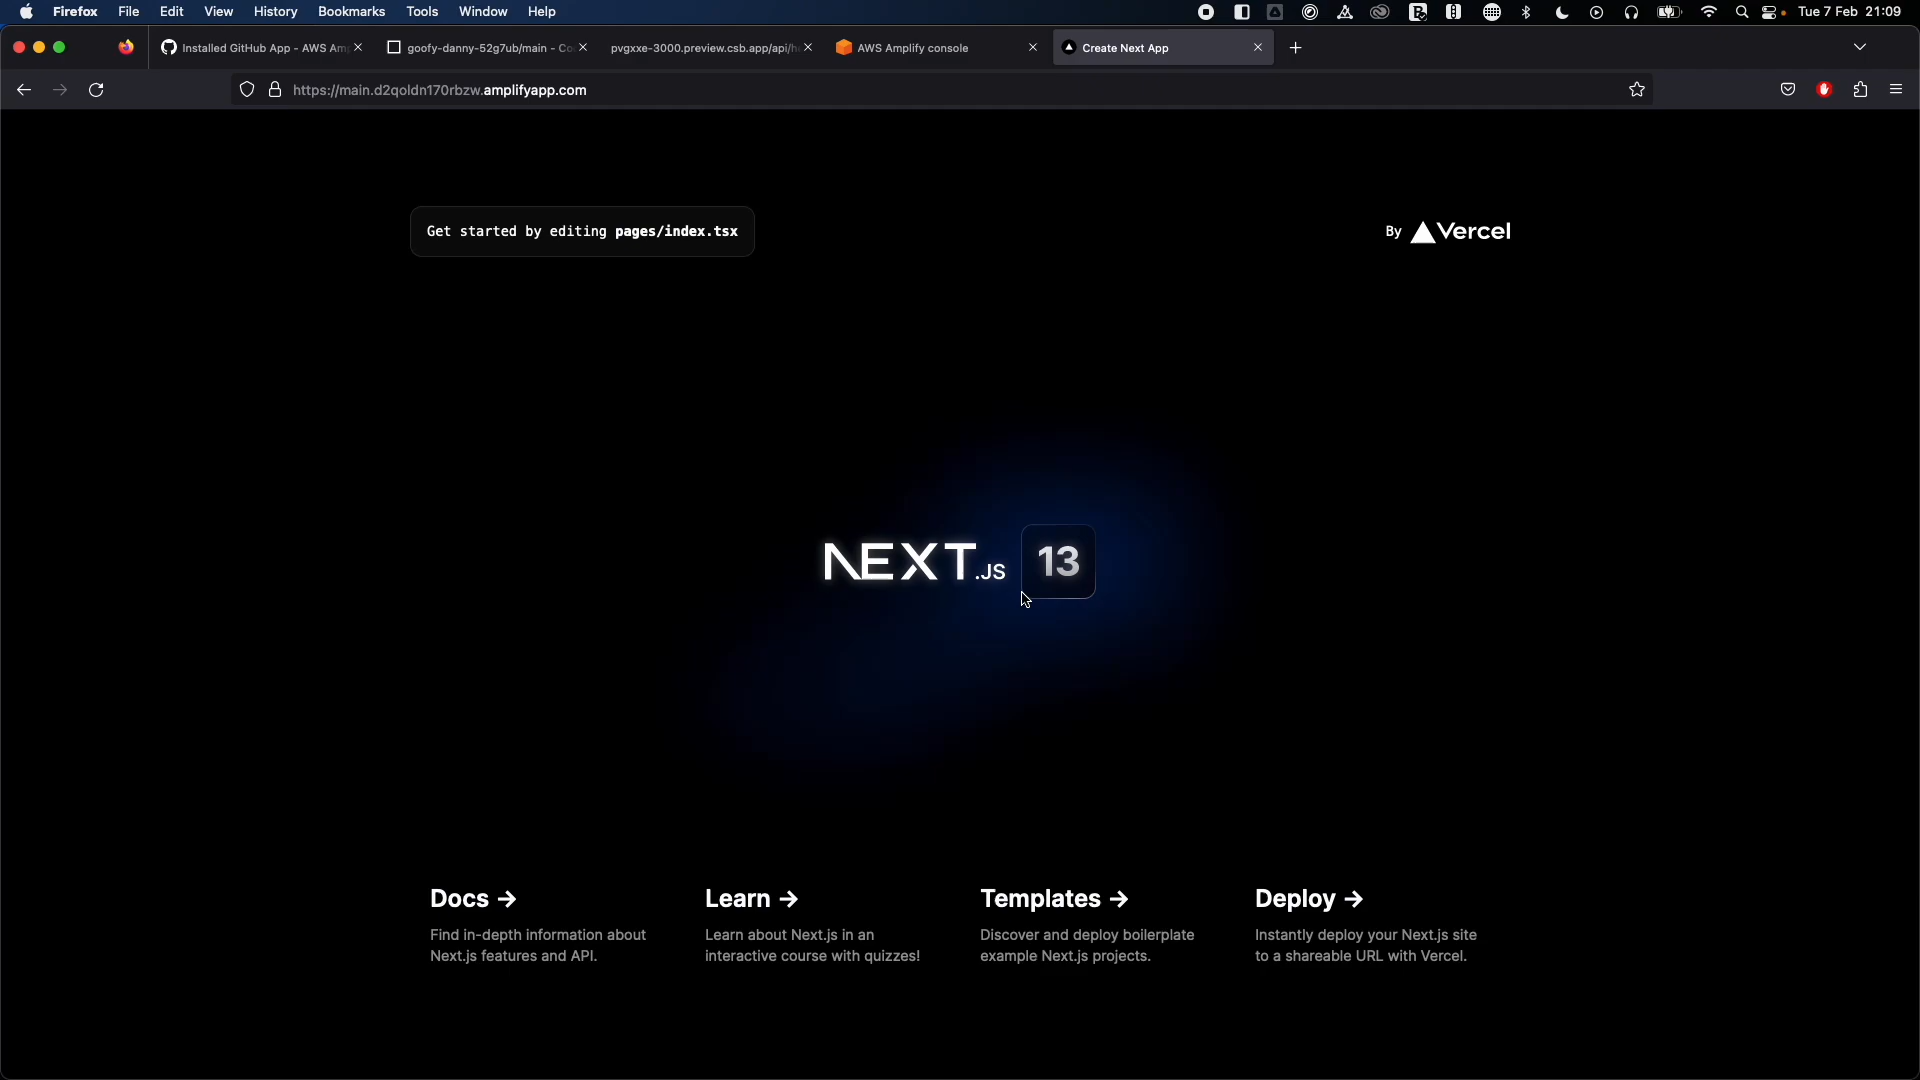 Firefox File Edit View History Bookmarks Tools Window Help Tue 7 Feb 21:09
Installed GitHub App - AWS Am goofy-danny-52g7ub/main - Co pvgxxe-3000.preview.csb.app/api/h AWS Amplify console Create Next App
https://main.d2qoldn170rbzw.amplifyapp.com
Get started by editing pages/index.tsx
By Vercel
NEXT.JS 13
Docs →
Find in-depth information about
Next.js features and API.
Learn →
Learn about Next.js in an
interactive course with quizzes!
Templates →
Discover and deploy boilerplate
example Next.js projects.
Deploy →
Instantly deploy your Next.js site
to a shareable URL with Vercel.